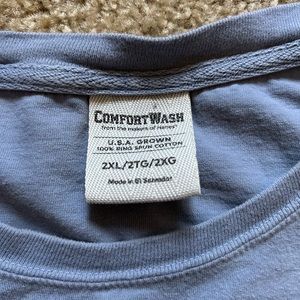 COMFORTWASH
from the makers of Hanes®
U.S.A. GROWN
100% RING SPUN COTTON
2XL/2TG/2XG
Made in El Salvador